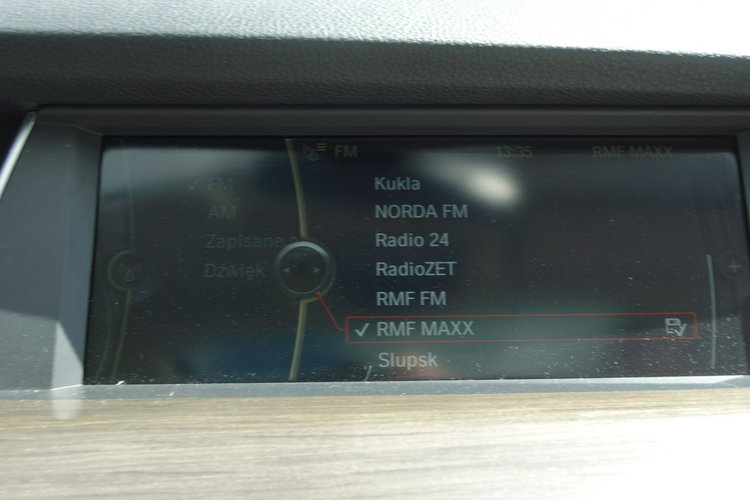 FM 13:35 RMF MAXX
FM
AM
Zapisane
Dźwięk
Kukla
NORDA FM
Radio 24
RadioZET
RMF FM
RMF MAXX
Slupsk